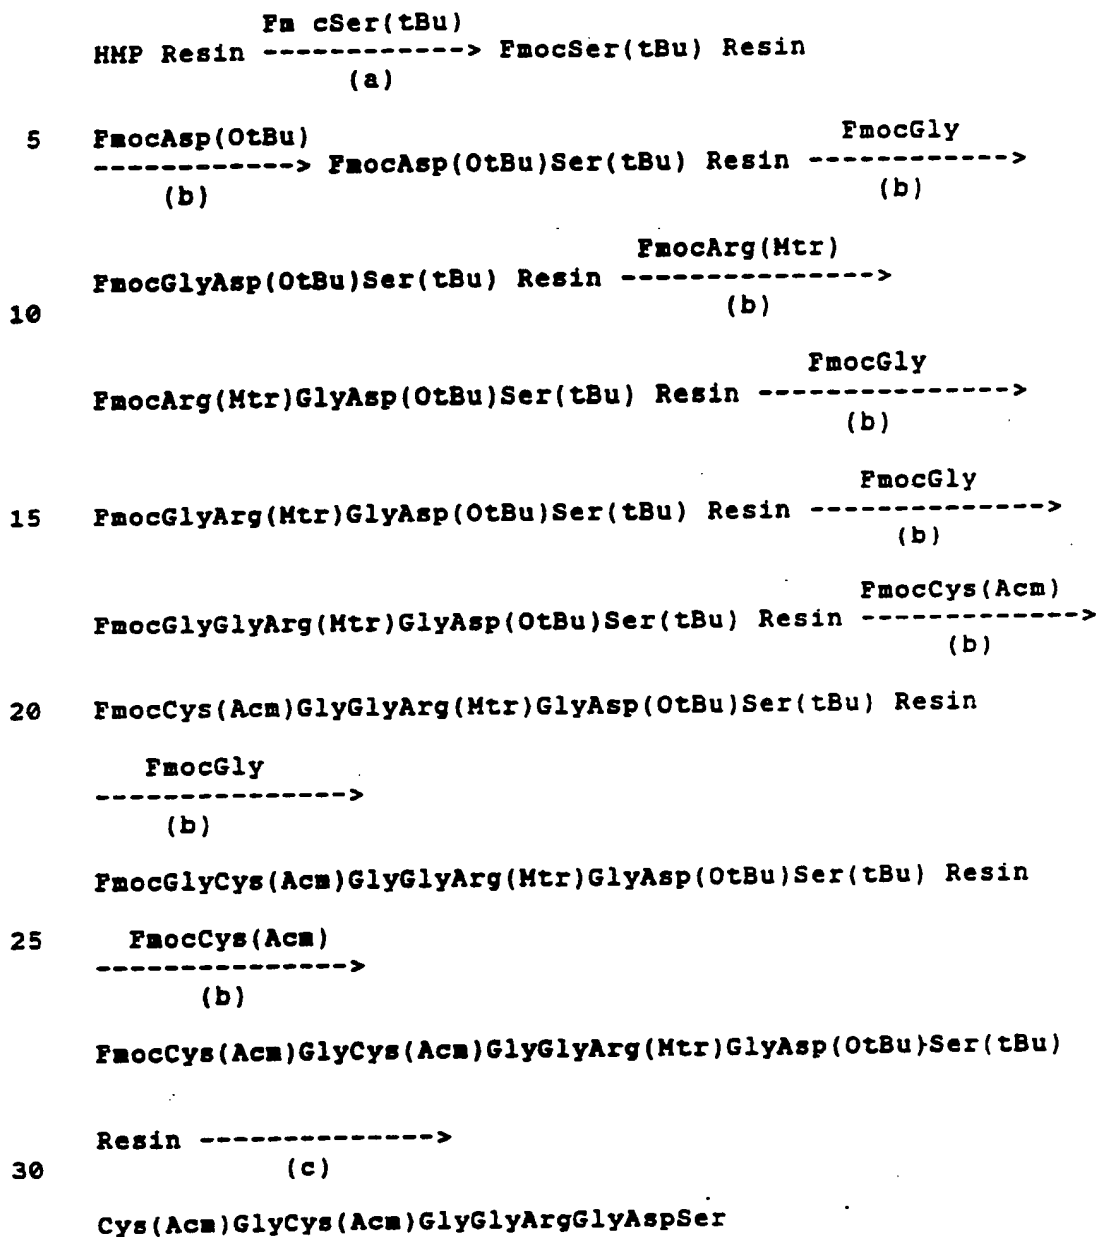 Fm cSer(tBu)
HMP Resin ------------> FmocSer(tBu) Resin
(a)
5 FmocAsp(OtBu) FmocGly
------------> FmocAsp(OtBu)Ser(tBu) Resin ------------>
(b) (b)
FmocArg(Mtr)
FmocGlyAsp(OtBu)Ser(tBu) Resin --------------->
10 (b)
FmocGly
FmocArg(Mtr)GlyAsp(OtBu)Ser(tBu) Resin --------------->
(b)
FmocGly
15 FmocGlyArg(Mtr)GlyAsp(OtBu)Ser(tBu) Resin -------------->
(b)
FmocCys(Acm)
FmocGlyGlyArg(Mtr)GlyAsp(OtBu)Ser(tBu) Resin ------------->
(b)
20 FmocCys(Acm)GlyGlyArg(Mtr)GlyAsp(OtBu)Ser(tBu) Resin
FmocGly
--------------->
(b)
FmocGlyCys(Acm)GlyGlyArg(Mtr)GlyAsp(OtBu)Ser(tBu) Resin
25 FmocCys(Acm)
--------------->
(b)
FmocCys(Acm)GlyCys(Acm)GlyGlyArg(Mtr)GlyAsp(OtBu)Ser(tBu)
Resin -------------->
30 (c)
Cys(Acm)GlyCys(Acm)GlyGlyArgGlyAspSer